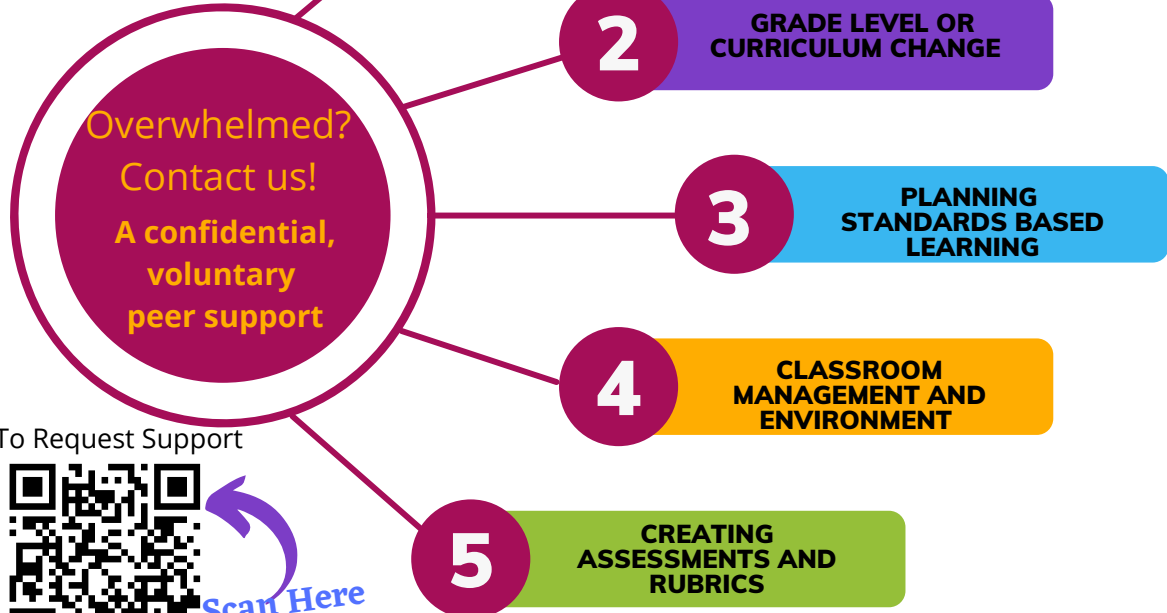 2
GRADE LEVEL OR
CURRICULUM CHANGE
Overwhelmed?
Contact us!
A confidential,
voluntary
peer support
3
PLANNING
STANDARDS BASED
LEARNING
4
CLASSROOM
MANAGEMENT AND
ENVIRONMENT
To Request Support
Scan Here
5
CREATING
ASSESSMENTS AND
RUBRICS